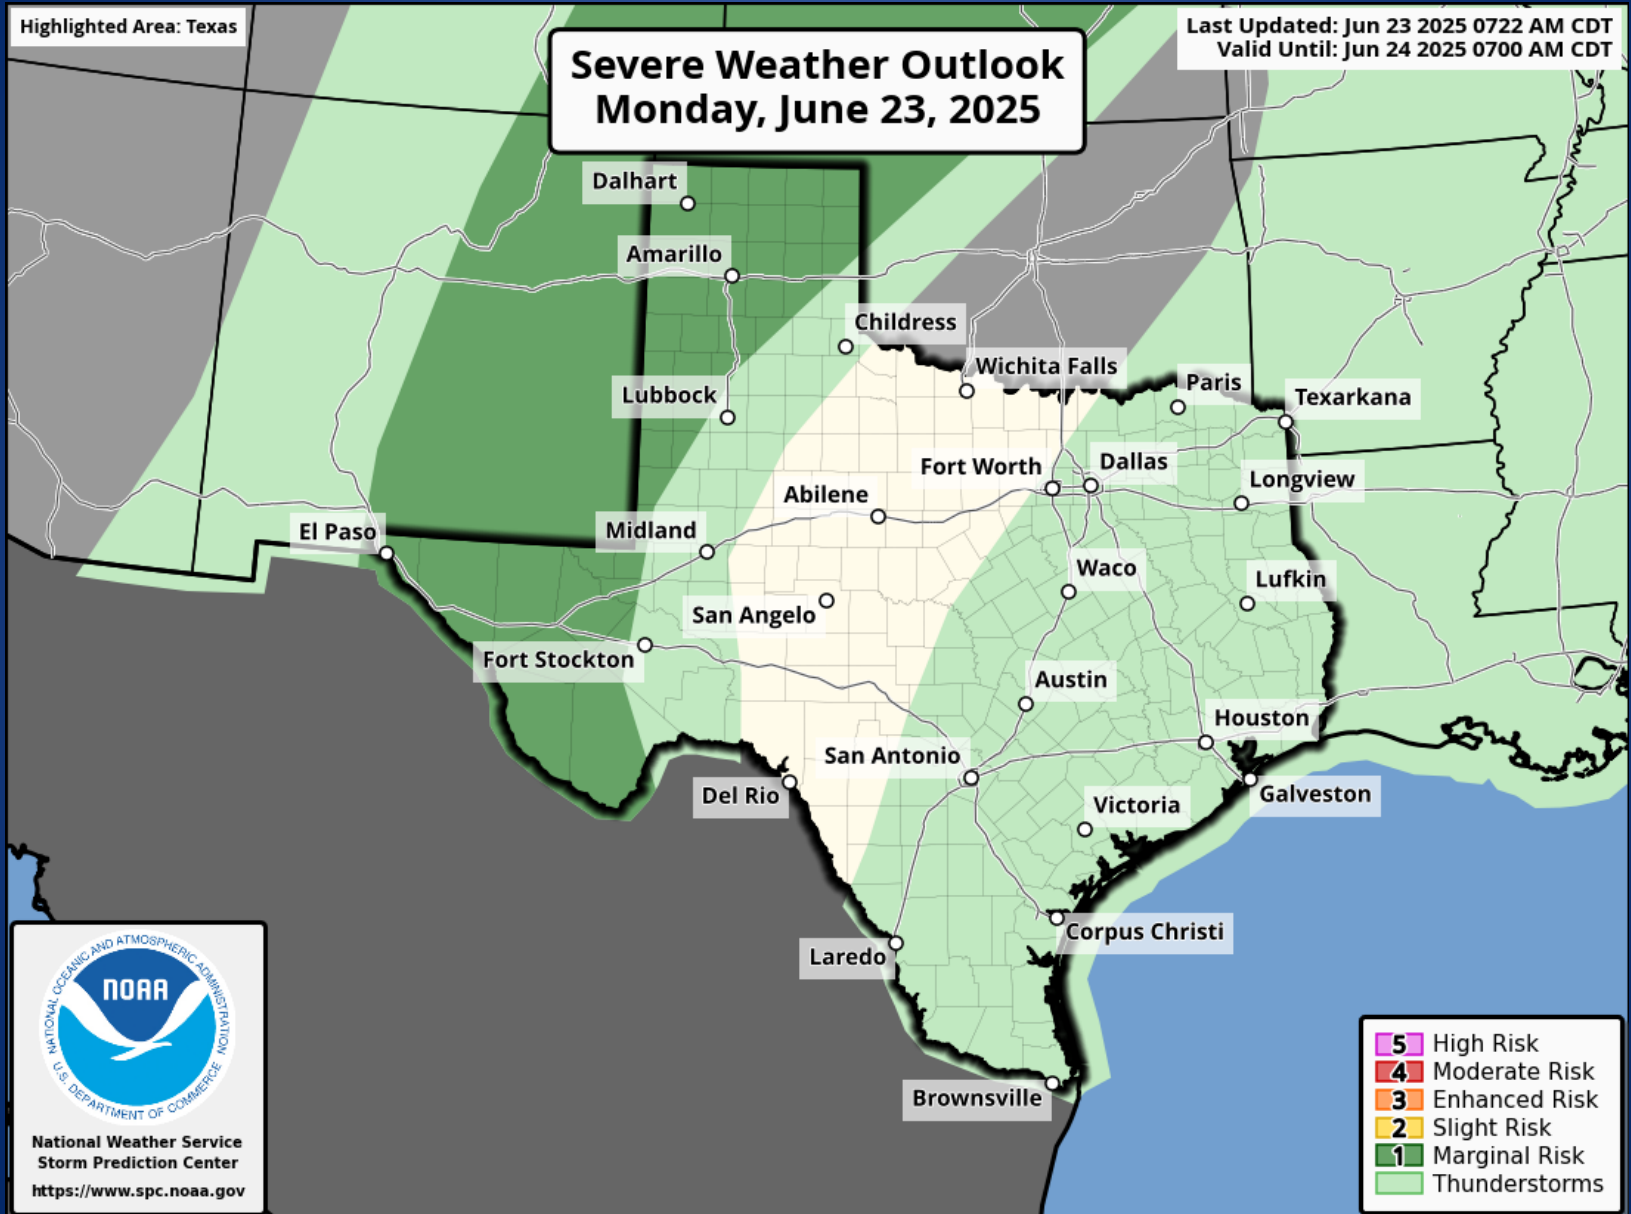 Highlighted Area: Texas
Last Updated: Jun 23 2025 0722 AM CDT
Valid Until: Jun 24 2025 0700 AM CDT
Severe Weather Outlook
Monday, June 23, 2025
Dalhart
Amarillo
Childress
Wichita Falls
Paris
Texarkana
Lubbock
Fort Worth
Dallas
Longview
Abilene
El Paso
Midland
Waco
Lufkin
San Angelo
Fort Stockton
Austin
Houston
San Antonio
Del Rio
Galveston
Victoria
Corpus Christi
Laredo
Brownsville
NATIONAL OCEANIC AND ATMOSPHERIC ADMINISTRATION
NOAA
U.S. DEPARTMENT OF COMMERCE
National Weather Service
Storm Prediction Center
https://www.spc.noaa.gov
5 High Risk
4 Moderate Risk
3 Enhanced Risk
2 Slight Risk
1 Marginal Risk
Thunderstorms